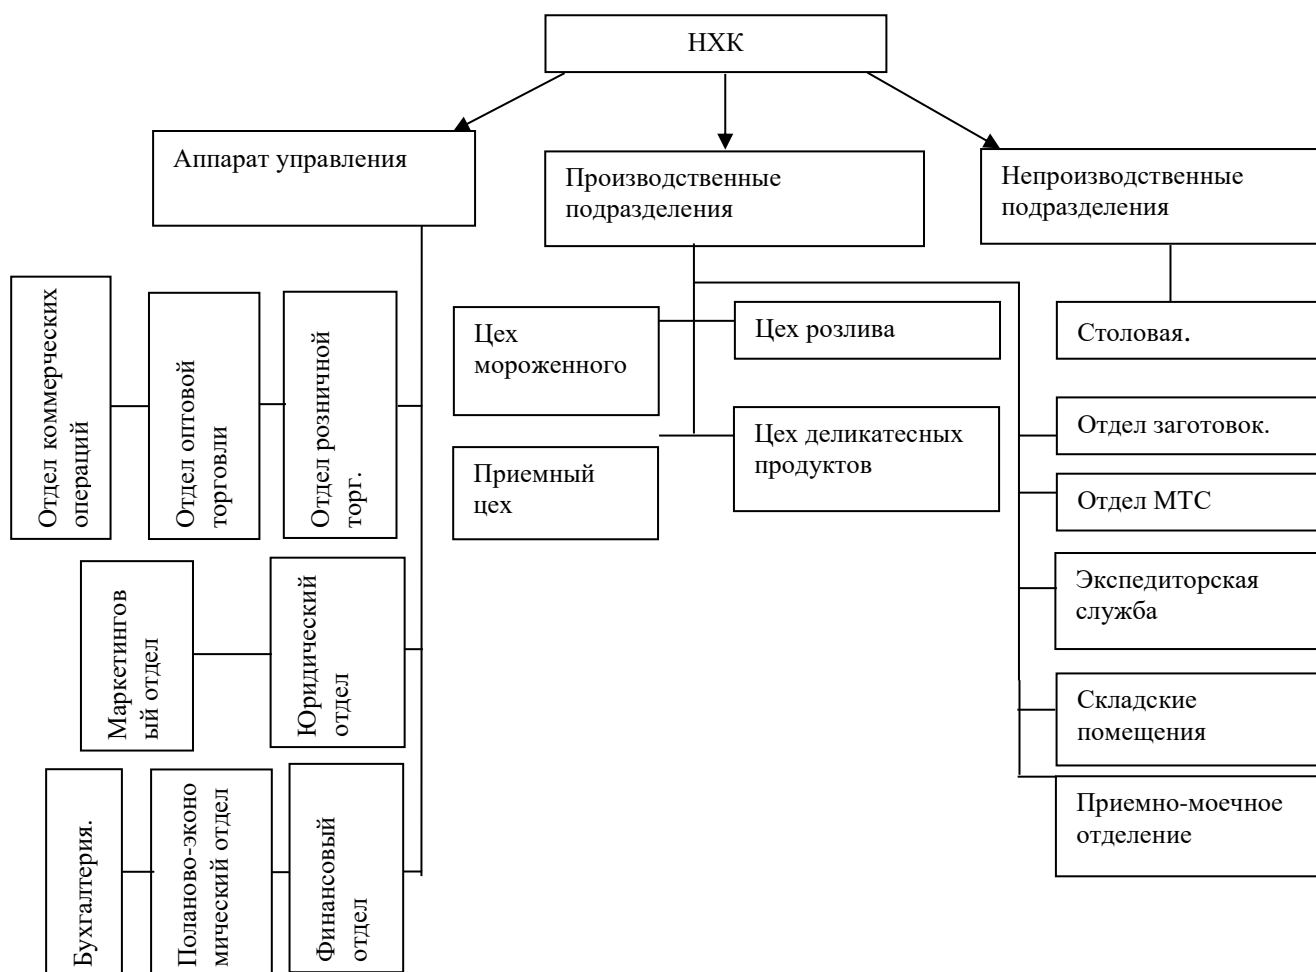 НХК
Аппарат управления
Производственные
подразделения
Непроизводственные
подразделения
Отдел коммерческих
операций
Отдел оптовой
торговли
Отдел розничной
торг.
Цех
мороженного
Цех розлива
Столовая.
Приемный
цех
Цех деликатесных
продуктов
Отдел заготовок.
Отдел МТС
Экспедиторская
служба
Складские
помещения
Приемно-моечное
отделение
Маркетингов
ый отдел
Юридический
отдел
Бухгалтерия.
Поланово-эконо
мический отдел
Финансовый
отдел